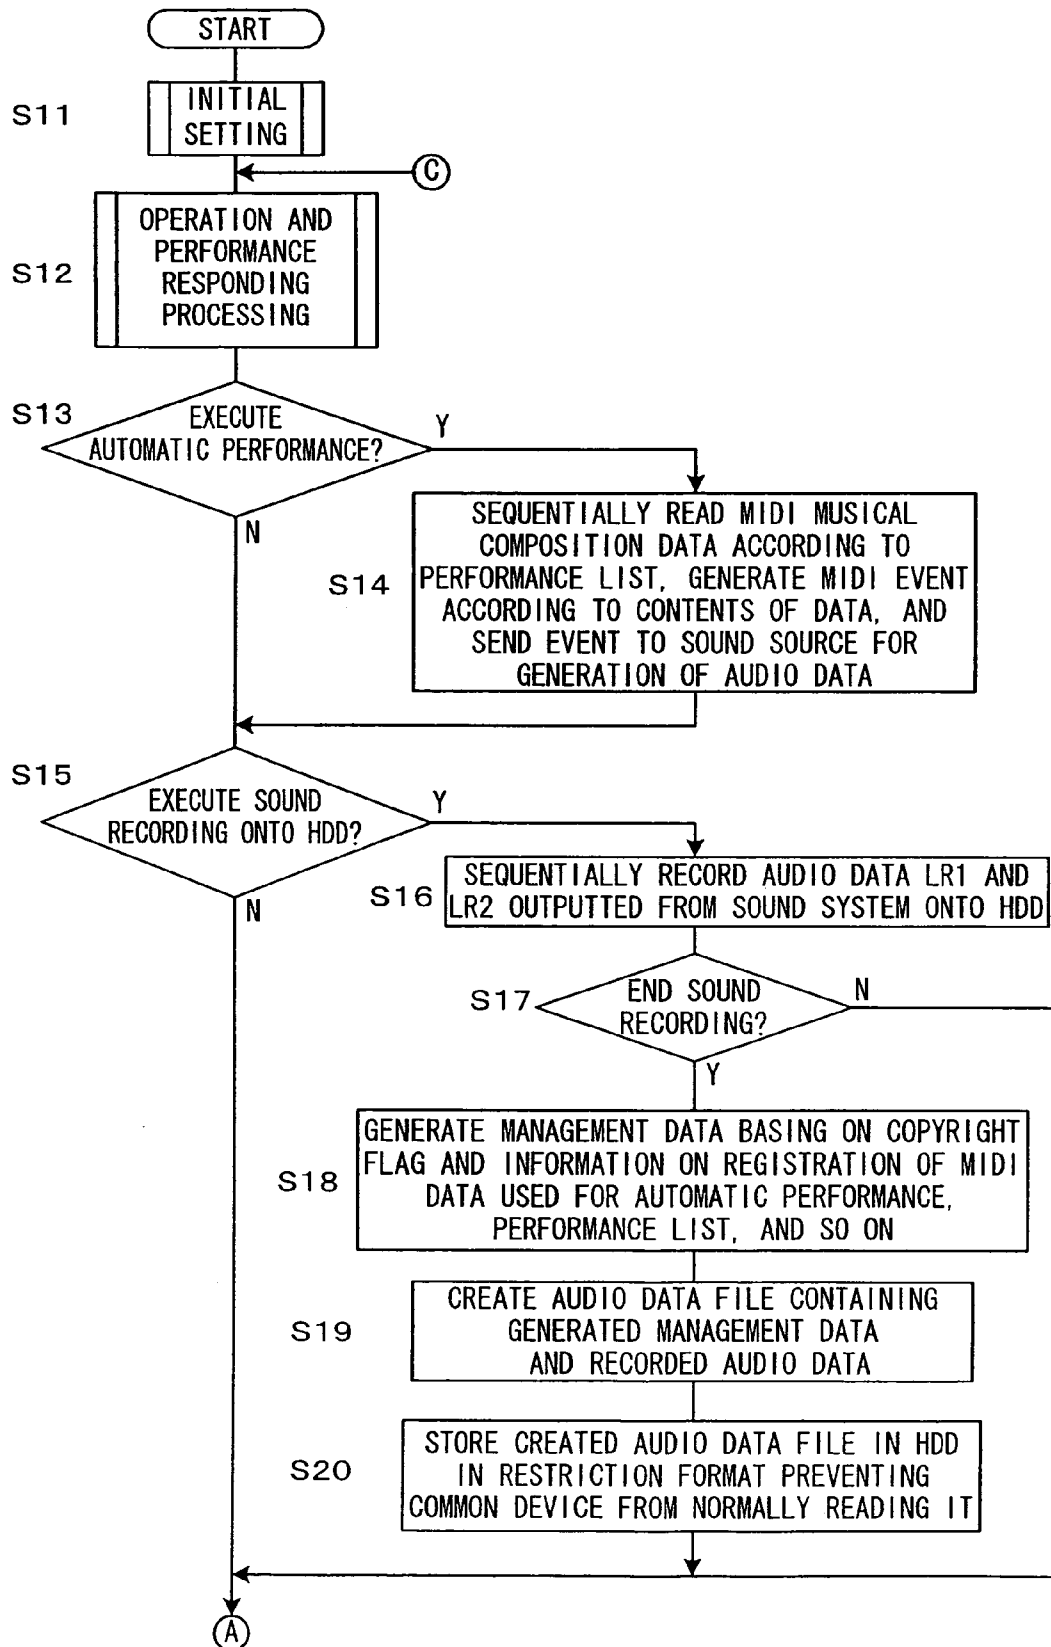 START
S11
INITIAL
SETTING
C
S12
OPERATION AND
PERFORMANCE
RESPONDING
PROCESSING
S13
EXECUTE
AUTOMATIC PERFORMANCE?
Y
N
S14
SEQUENTIALLY READ MIDI MUSICAL
COMPOSITION DATA ACCORDING TO
PERFORMANCE LIST, GENERATE MIDI EVENT
ACCORDING TO CONTENTS OF DATA, AND
SEND EVENT TO SOUND SOURCE FOR
GENERATION OF AUDIO DATA
S15
EXECUTE SOUND
RECORDING ONTO HDD?
Y
N
S16
SEQUENTIALLY RECORD AUDIO DATA LR1 AND
LR2 OUTPUTTED FROM SOUND SYSTEM ONTO HDD
S17
END SOUND
RECORDING?
N
Y
S18
GENERATE MANAGEMENT DATA BASING ON COPYRIGHT
FLAG AND INFORMATION ON REGISTRATION OF MIDI
DATA USED FOR AUTOMATIC PERFORMANCE,
PERFORMANCE LIST, AND SO ON
S19
CREATE AUDIO DATA FILE CONTAINING
GENERATED MANAGEMENT DATA
AND RECORDED AUDIO DATA
S20
STORE CREATED AUDIO DATA FILE IN HDD
IN RESTRICTION FORMAT PREVENTING
COMMON DEVICE FROM NORMALLY READING IT
A